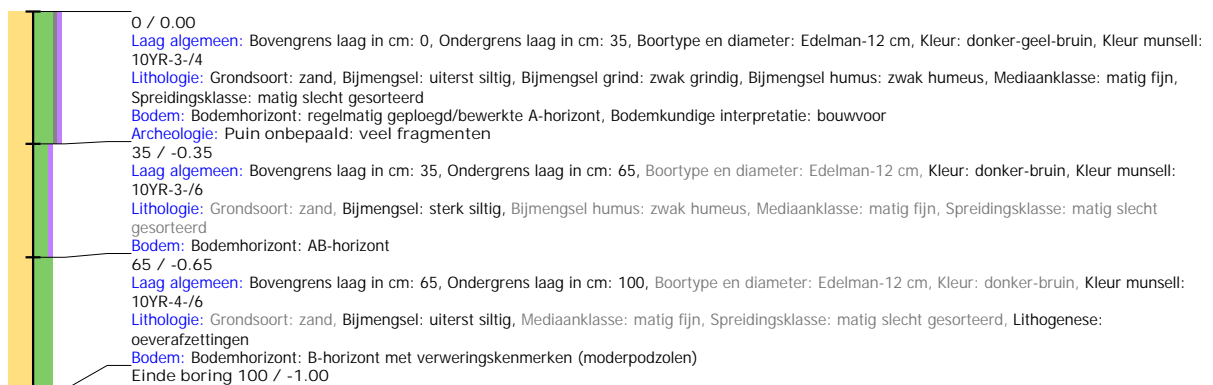 0 / 0.00
Laag algemeen: Bovengrens laag in cm: 0, Ondergrens laag in cm: 35, Boortype en diameter: Edelman-12 cm, Kleur: donker-geel-bruin, Kleur munsell:
10YR-3-/4
Lithologie: Grondsoort: zand, Bijmengsel: uiterst siltig, Bijmengsel grind: zwak grindig, Bijmengsel humus: zwak humeus, Mediaanklasse: matig fijn,
Spreidingsklasse: matig slecht gesorteerd
Bodem: Bodemhorizont: regelmatig geploegd/bewerkte A-horizont, Bodemkundige interpretatie: bouwvoor
Archeologie: Puin onbepaald: veel fragmenten
35 / -0.35
Laag algemeen: Bovengrens laag in cm: 35, Ondergrens laag in cm: 65, Boortype en diameter: Edelman-12 cm, Kleur: donker-bruin, Kleur munsell:
10YR-3-/6
Lithologie: Grondsoort: zand, Bijmengsel: sterk siltig, Bijmengsel humus: zwak humeus, Mediaanklasse: matig fijn, Spreidingsklasse: matig slecht
gesorteerd
Bodem: Bodemhorizont: AB-horizont
65 / -0.65
Laag algemeen: Bovengrens laag in cm: 65, Ondergrens laag in cm: 100, Boortype en diameter: Edelman-12 cm, Kleur: donker-bruin, Kleur munsell:
10YR-4-/6
Lithologie: Grondsoort: zand, Bijmengsel: uiterst siltig, Mediaanklasse: matig fijn, Spreidingsklasse: matig slecht gesorteerd, Lithogenese:
oeverafzettingen
Bodem: Bodemhorizont: B-horizont met verweringskenmerken (moderpodzolen)
Einde boring 100 / -1.00